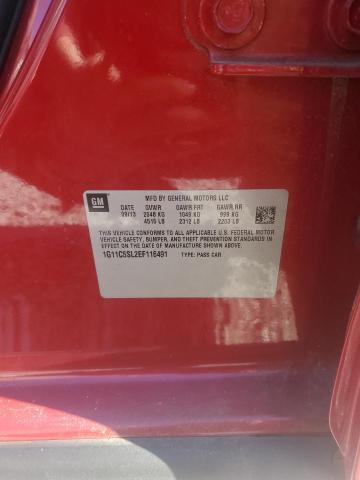 GM
MFD BY GENERAL MOTORS LLC
DATE GVWR GAWR FRT GAWR RR
09/13 2048 KG 1049 KG 999 KG
4515 LB 2312 LB 2203 LB
THIS VEHICLE CONFORMS TO ALL APPLICABLE U.S. FEDERAL MOTOR
VEHICLE SAFETY, BUMPER, AND THEFT PREVENTION STANDARDS
IN EFFECT ON THE DATE OF MANUFACTURE SHOWN ABOVE.
1G11C5SL2EF116491 TYPE: PASS CAR